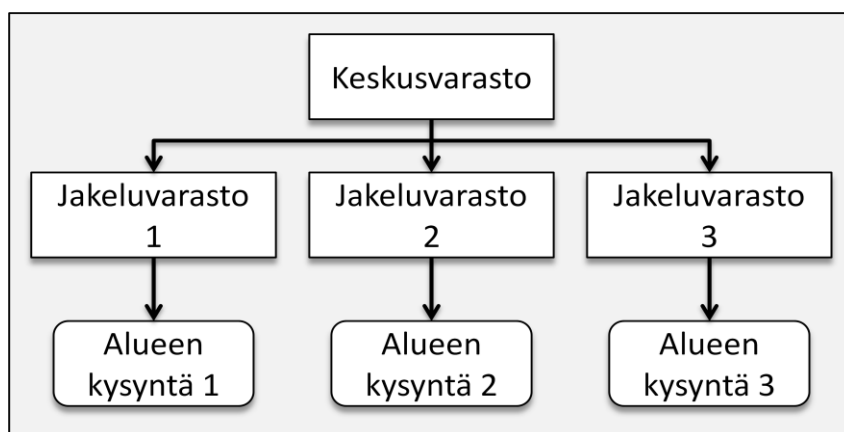 Keskusvarasto
Jakeluvarasto
1
Jakeluvarasto
2
Jakeluvarasto
3
Alueen
kysyntä 1
Alueen
kysyntä 2
Alueen
kysyntä 3